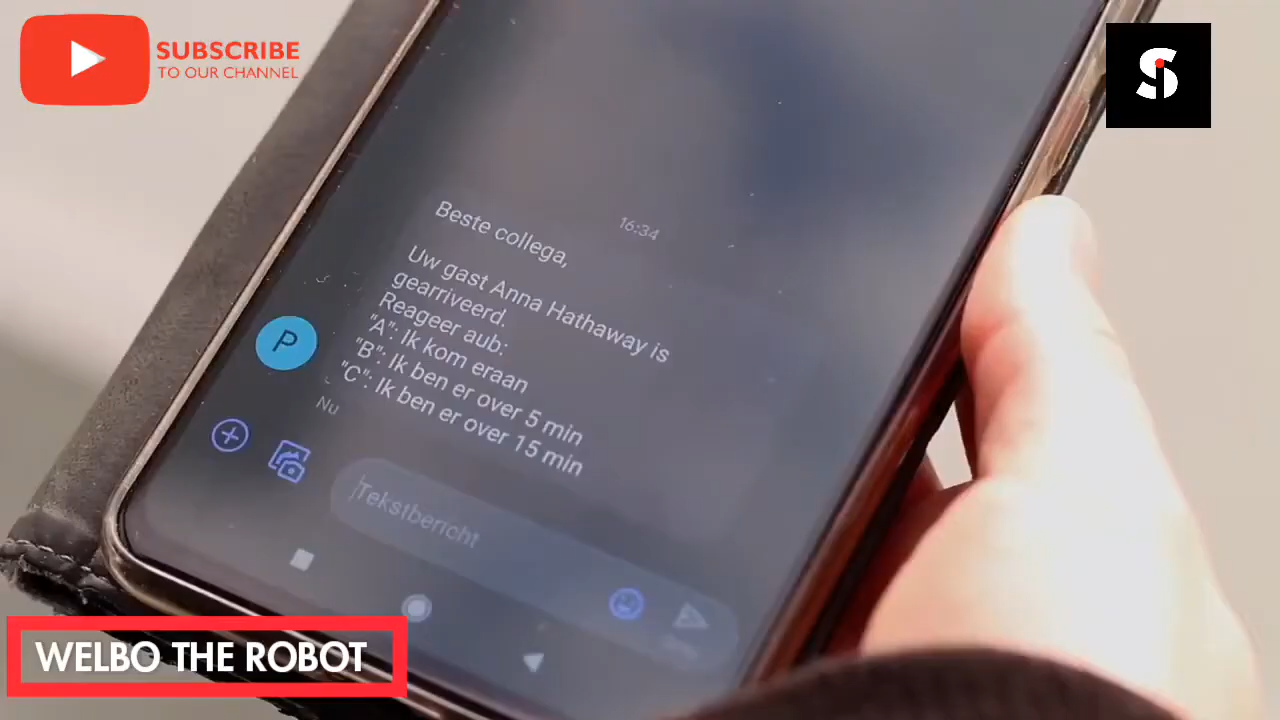 SUBSCRIBE
TO OUR CHANNEL
16:34
Beste collega,
Uw gast Anna Hathaway is
gearriveerd.
Reageer aub:
"A": Ik kom eraan
"B": Ik ben er over 5 min
"C": Ik ben er over 15 min
Nu
P
Tekstbericht
WELBO THE ROBOT